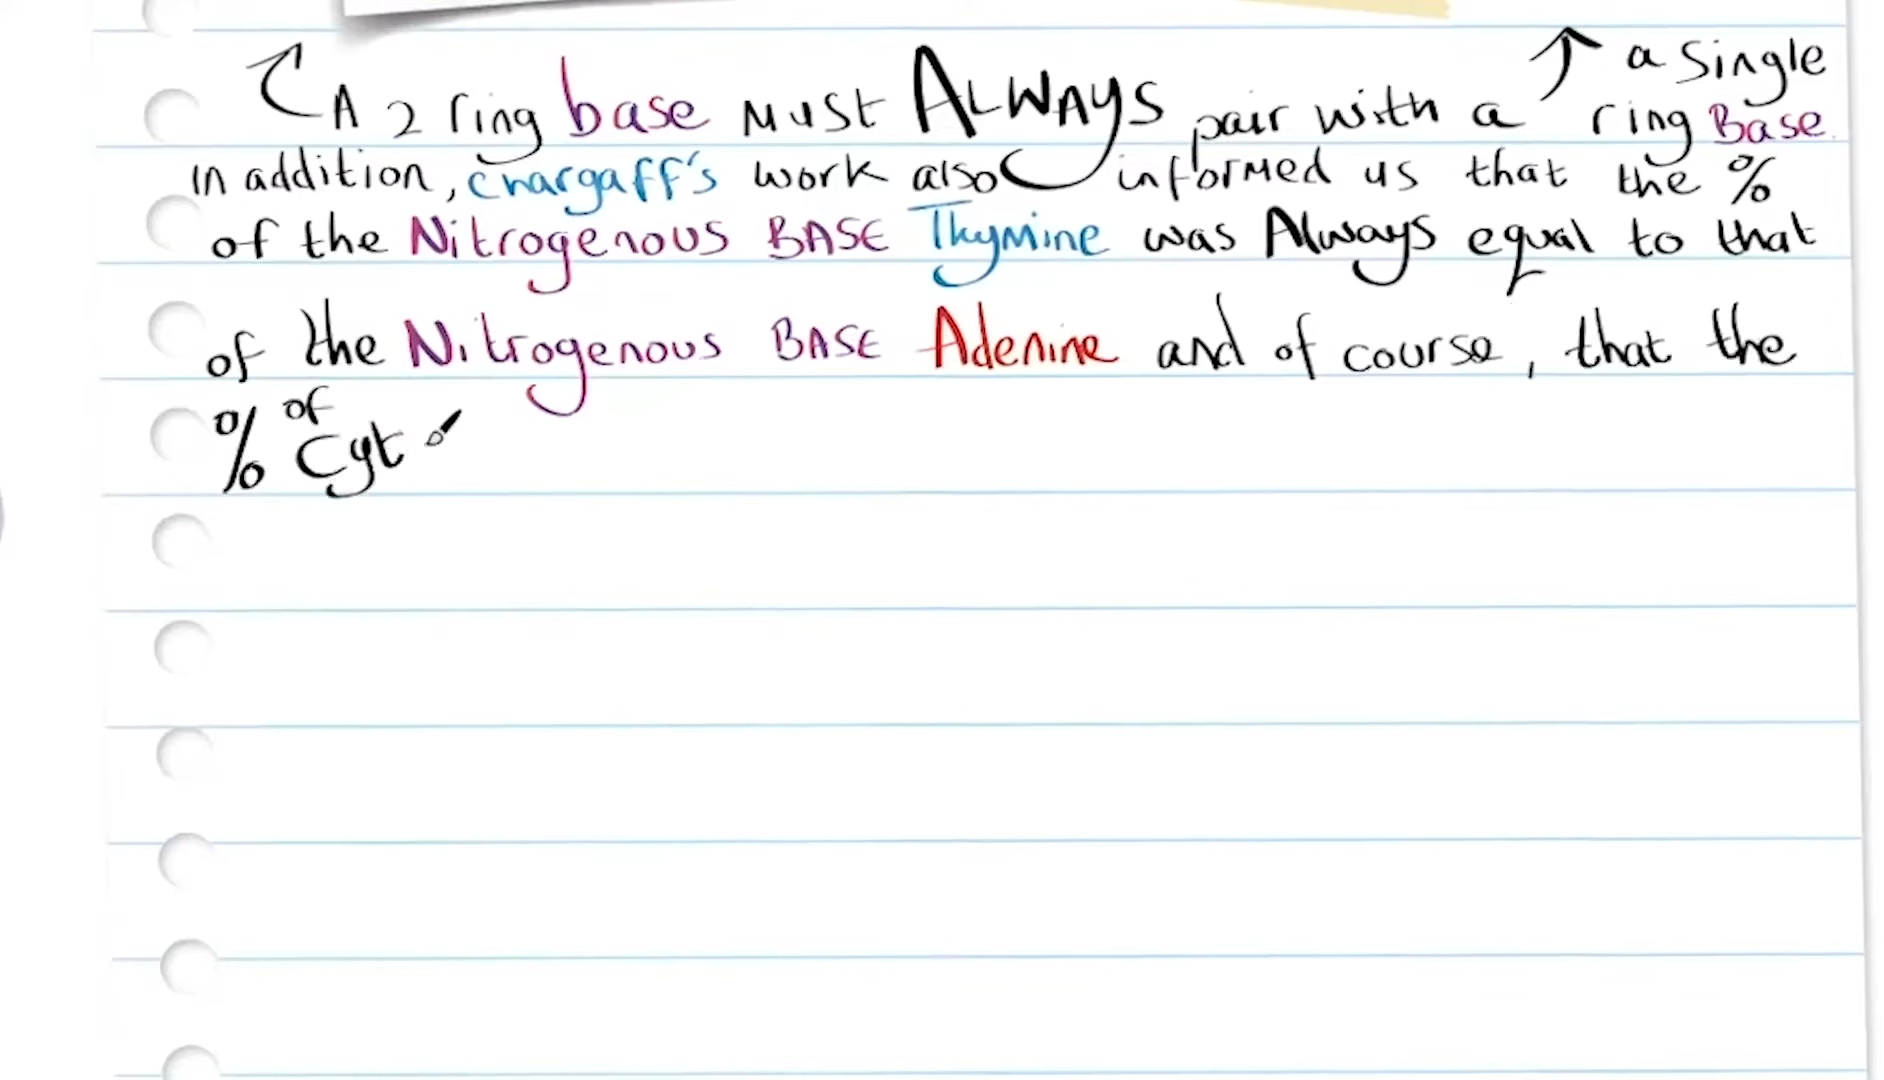 A 2 ring base MUST ALWAYS pair with a a single ring Base.
In addition, chargaff's work also informed us that the %
of the Nitrogenous BASE Thymine was Always equal to that
of the Nitrogenous BASE Adenine and of course, that the
% of Cyt